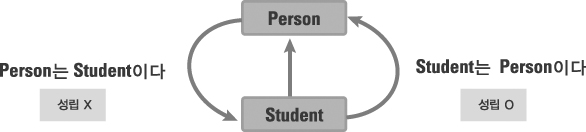 Person
Person는 Student이다
성립 X
Student는 Person이다
성립 O
Student